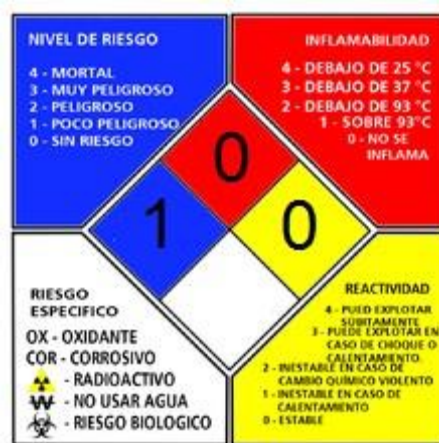 NIVEL DE RIESGO
4 - MORTAL
3 - MUY PELIGROSO
2 - PELIGROSO
1 - POCO PELIGROSO
0 - SIN RIESGO
INFLAMABILIDAD
4 - DEBAJO DE 25 °C
3 - DEBAJO DE 37 °C
2 - DEBAJO DE 93 °C
1 - SOBRE 93°C
0 - NO SE
INFLAMA
0
1
0
RIESGO
ESPECIFICO
OX - OXIDANTE
COR - CORROSIVO
- RADIOACTIVO
W - NO USAR AGUA
- RIESGO BIOLOGICO
REACTIVIDAD
4 - PUED EXPLOTAR
SÚBITAMENTE
3 - PUEDE EXPLOTAR EN
CASO DE CHOQUE O
CALENTAMIENTO.
2 - INESTABLE EN CASO DE
CAMBIO QUÍMICO VIOLENTO
1 - INESTABLE EN CASO DE
CALENTAMIENTO
0 - ESTABLE